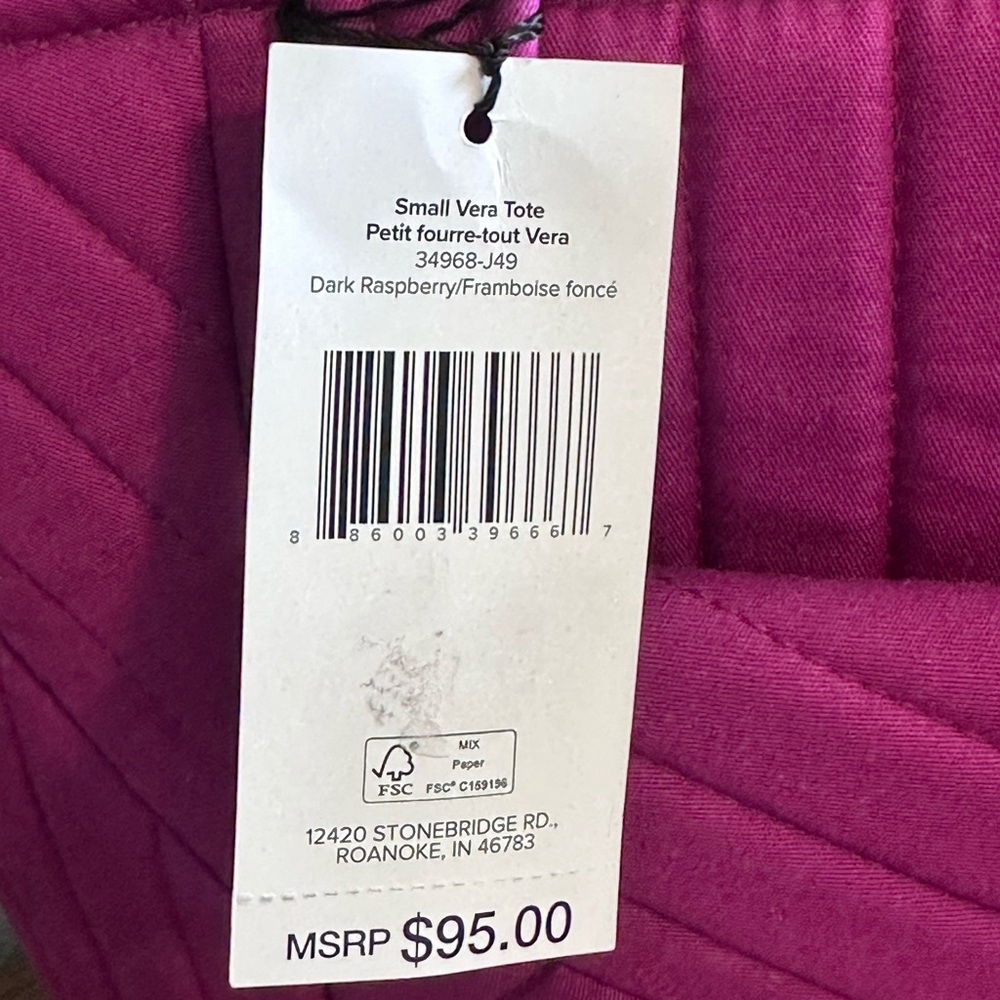 Small Vera Tote
Petit fourre-tout Vera
34968-J49
Dark Raspberry/Framboise foncé
8 86003 39666 7
MIX
Paper
FSC FSC® C159196
12420 STONEBRIDGE RD.,
ROANOKE, IN 46783
MSRP $95.00